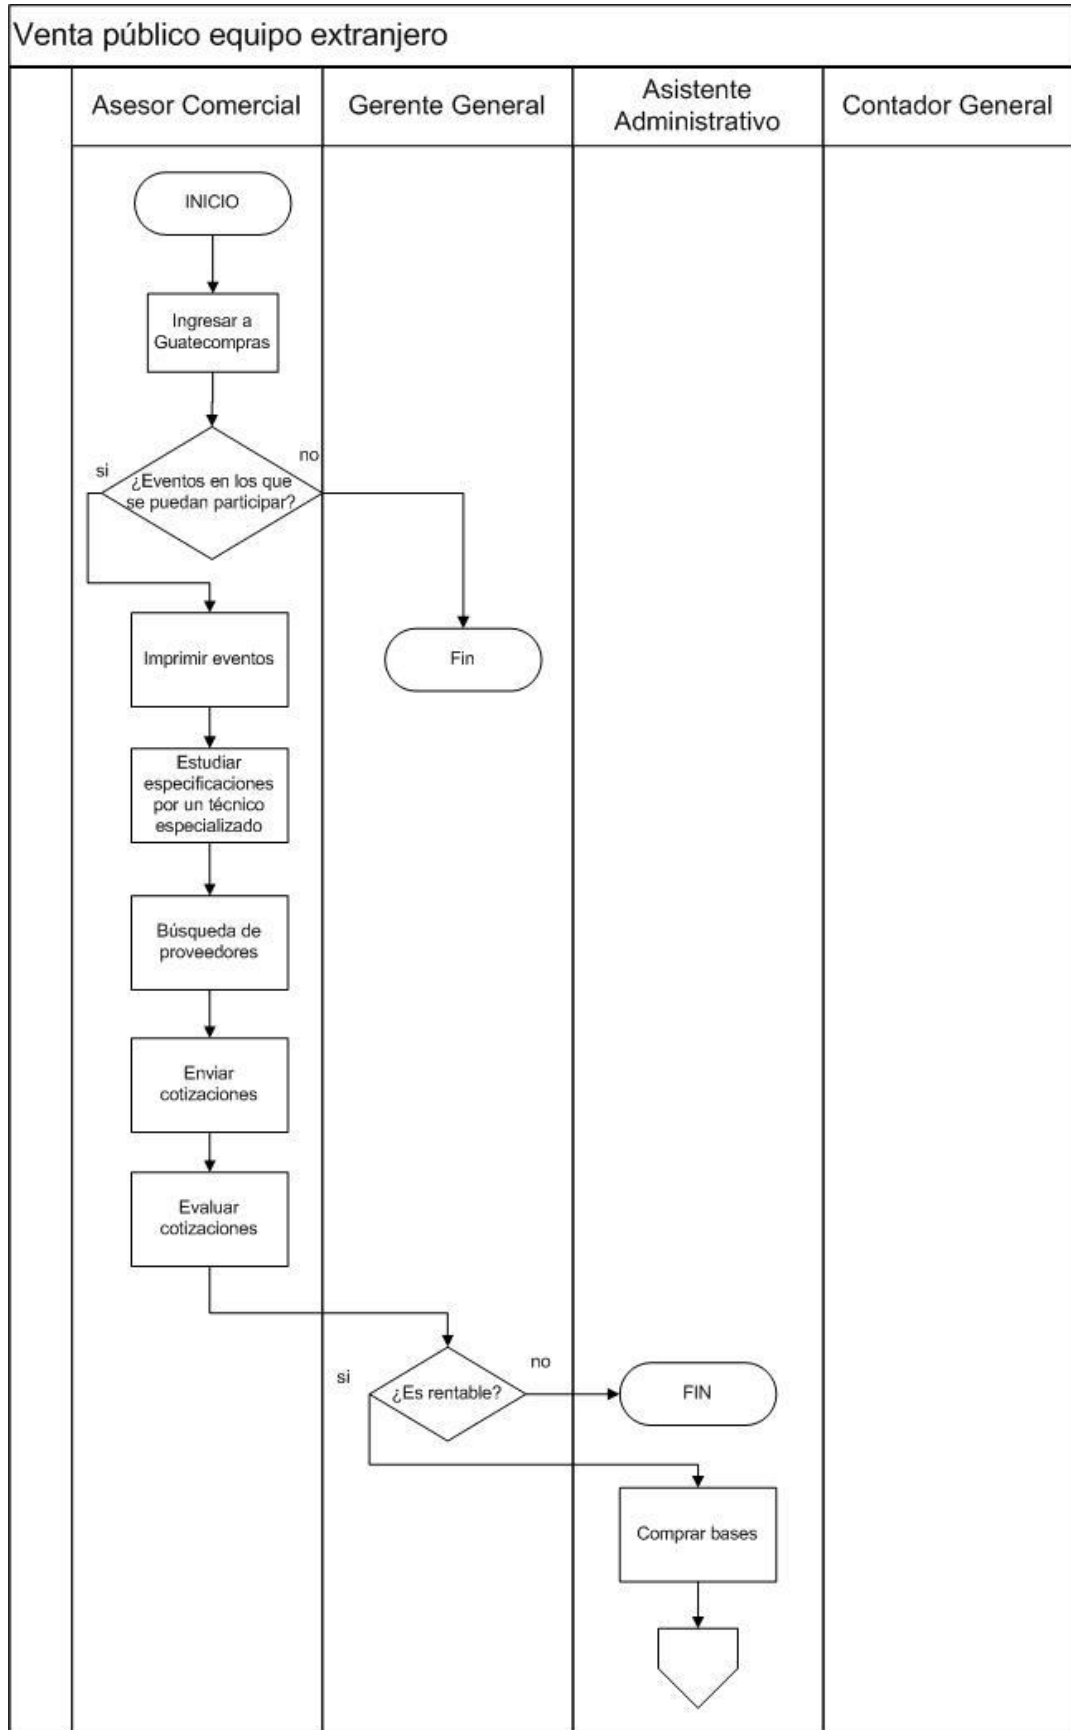 Venta público equipo extranjero
Asesor Comercial
Gerente General
Asistente
Administrativo
Contador General
INICIO
Ingresar a
Guatecompras
si
no
¿Eventos en los que
se puedan participar?
Imprimir eventos
Fin
Estudiar
especificaciones
por un técnico
especializado
Búsqueda de
proveedores
Enviar
cotizaciones
Evaluar
cotizaciones
si
¿Es rentable?
no
FIN
Comprar bases